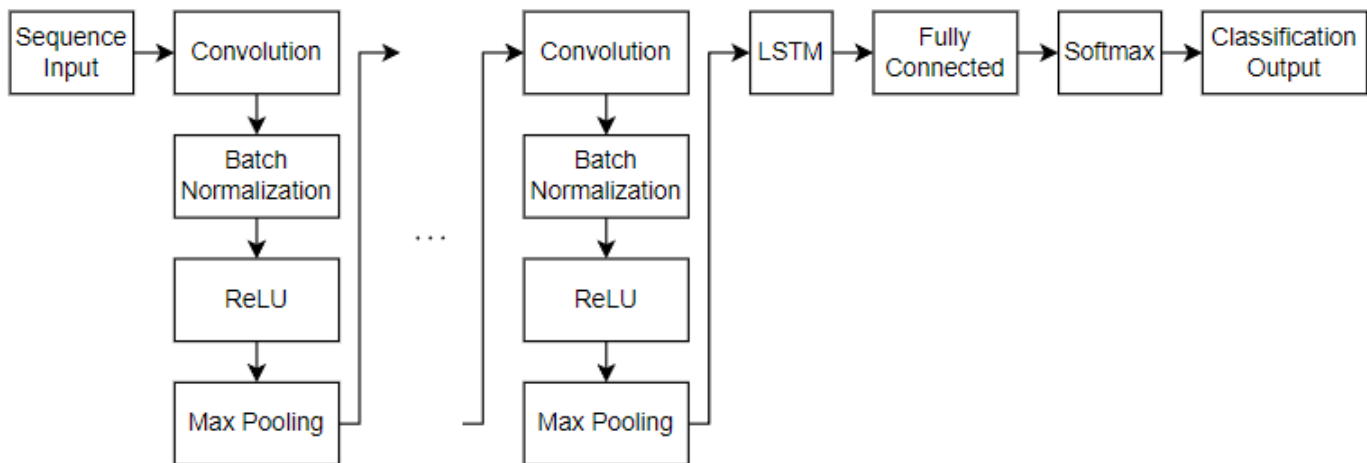 Sequence
Input
Convolution
Batch
Normalization
ReLU
Max Pooling
...
Convolution
Batch
Normalization
ReLU
Max Pooling
LSTM
Fully
Connected
Softmax
Classification
Output